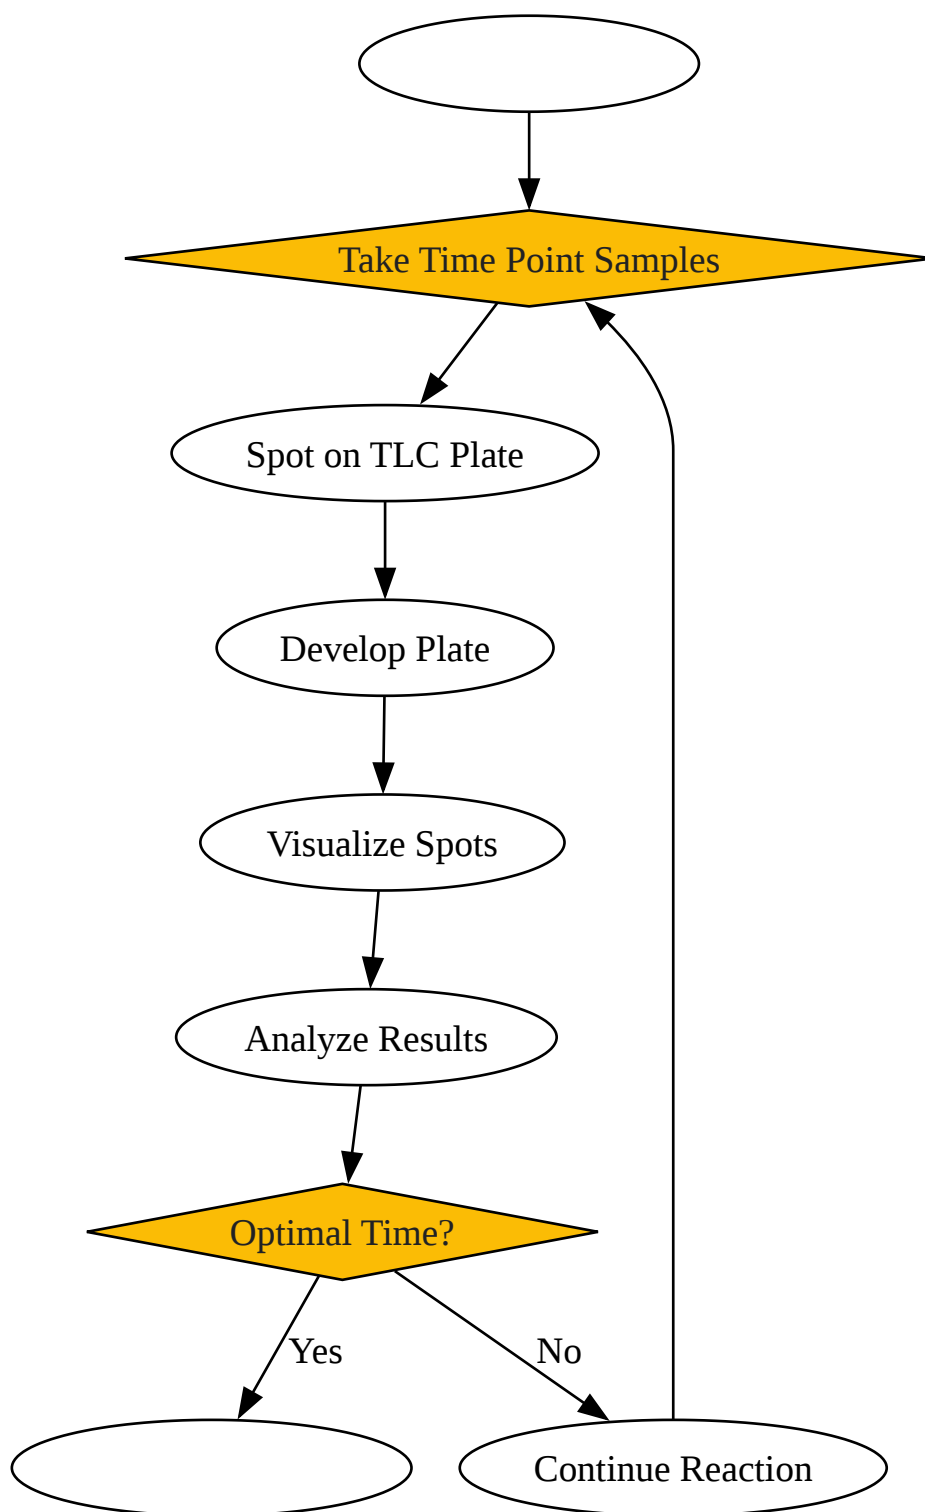 Take Time Point Samples
Spot on TLC Plate
Develop Plate
Visualize Spots
Analyze Results
Optimal Time?
Yes
No
Continue Reaction